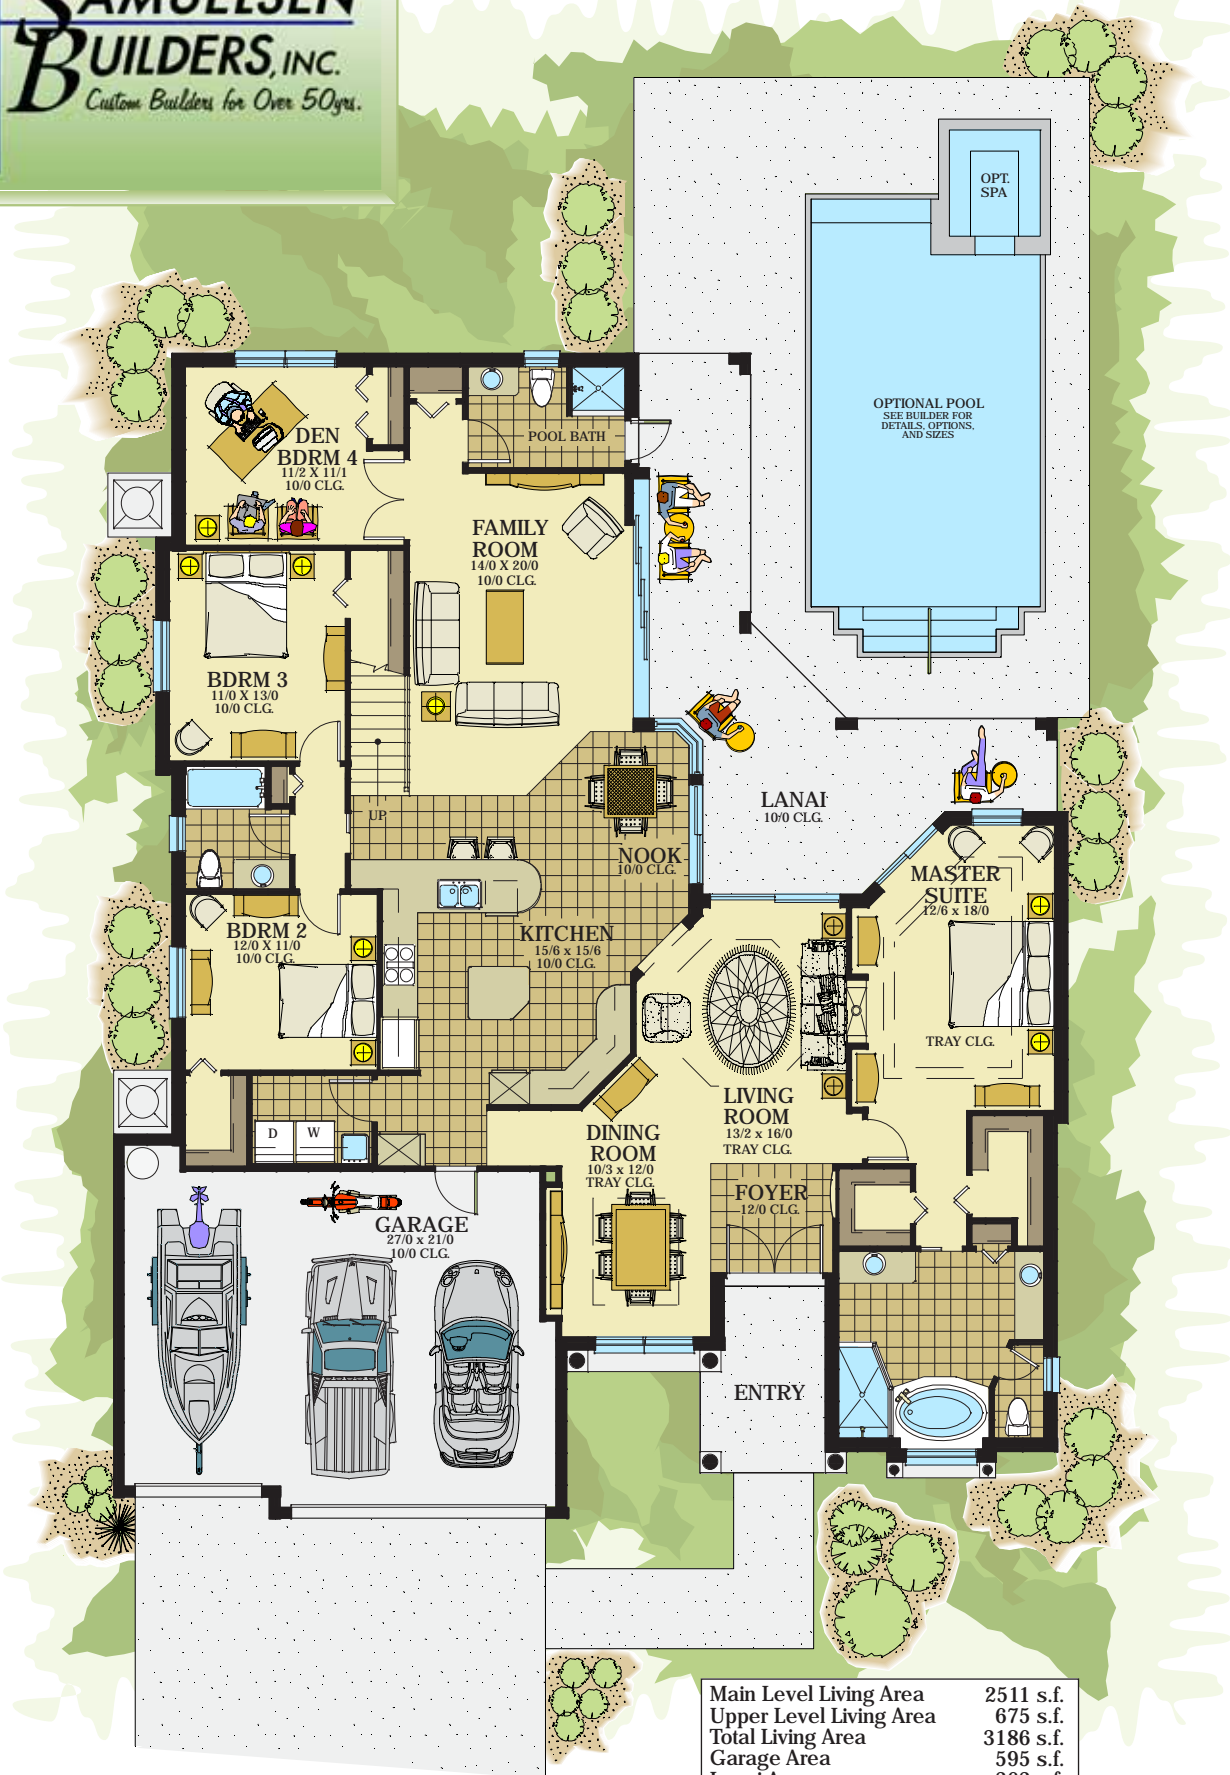 SAMUELSEN
BUILDERS, INC.
Custom Builders for Over 50yrs.
OPT.
SPA
OPTIONAL POOL
SEE BUILDER FOR
DETAILS, OPTIONS,
AND SIZES
DEN
BDRM 4
11/2 X 11/1
10/0 CLG.
POOL BATH
FAMILY
ROOM
14/0 X 20/0
10/0 CLG.
BDRM 3
11/0 X 13/0
10/0 CLG.
UP
LANAI
10/0 CLG.
NOOK
10/0 CLG.
MASTER
SUITE
12/6 x 18/0
TRAY CLG.
BDRM 2
12/0 X 11/0
10/0 CLG.
KITCHEN
15/6 x 15/6
10/0 CLG.
LIVING
ROOM
13/2 x 16/0
TRAY CLG.
D W
DINING
ROOM
10/3 x 12/0
TRAY CLG.
FOYER
12/0 CLG.
GARAGE
27/0 x 21/0
10/0 CLG.
ENTRY
Main Level Living Area 2511 s.f.
Upper Level Living Area 675 s.f.
Total Living Area 3186 s.f.
Garage Area 595 s.f.